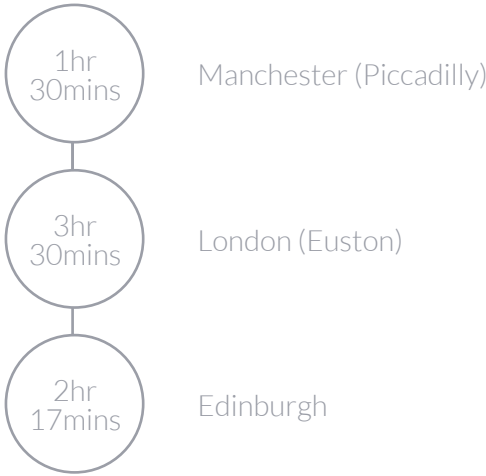 1hr
30mins
Manchester (Piccadilly)
3hr
30mins
London (Euston)
2hr
17mins
Edinburgh